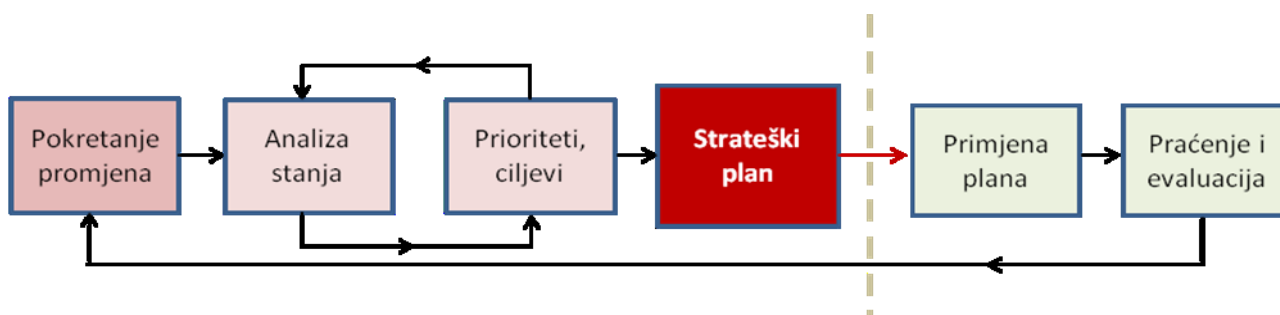 Pokretanje
promjena
Analiza
stanja
Prioriteti,
ciljevi
Strateški
plan
Primjena
plana
Praćenje i
evaluacija